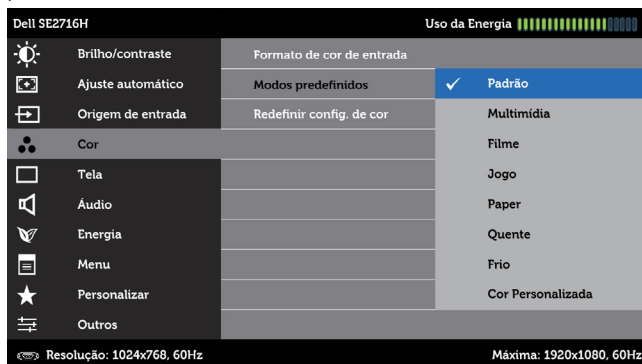 Dell SE2716H Uso da Energia
Brilho/contraste Formato de cor de entrada
Ajuste automático Modos predefinidos Padrão
Origem de entrada Redefinir config. de cor Multimídia
Cor Filme
Tela Jogo
Áudio Paper
Energia Quente
Menu Frio
Personalizar Cor Personalizada
Outros
Resolução: 1024x768, 60Hz Máxima: 1920x1080, 60Hz